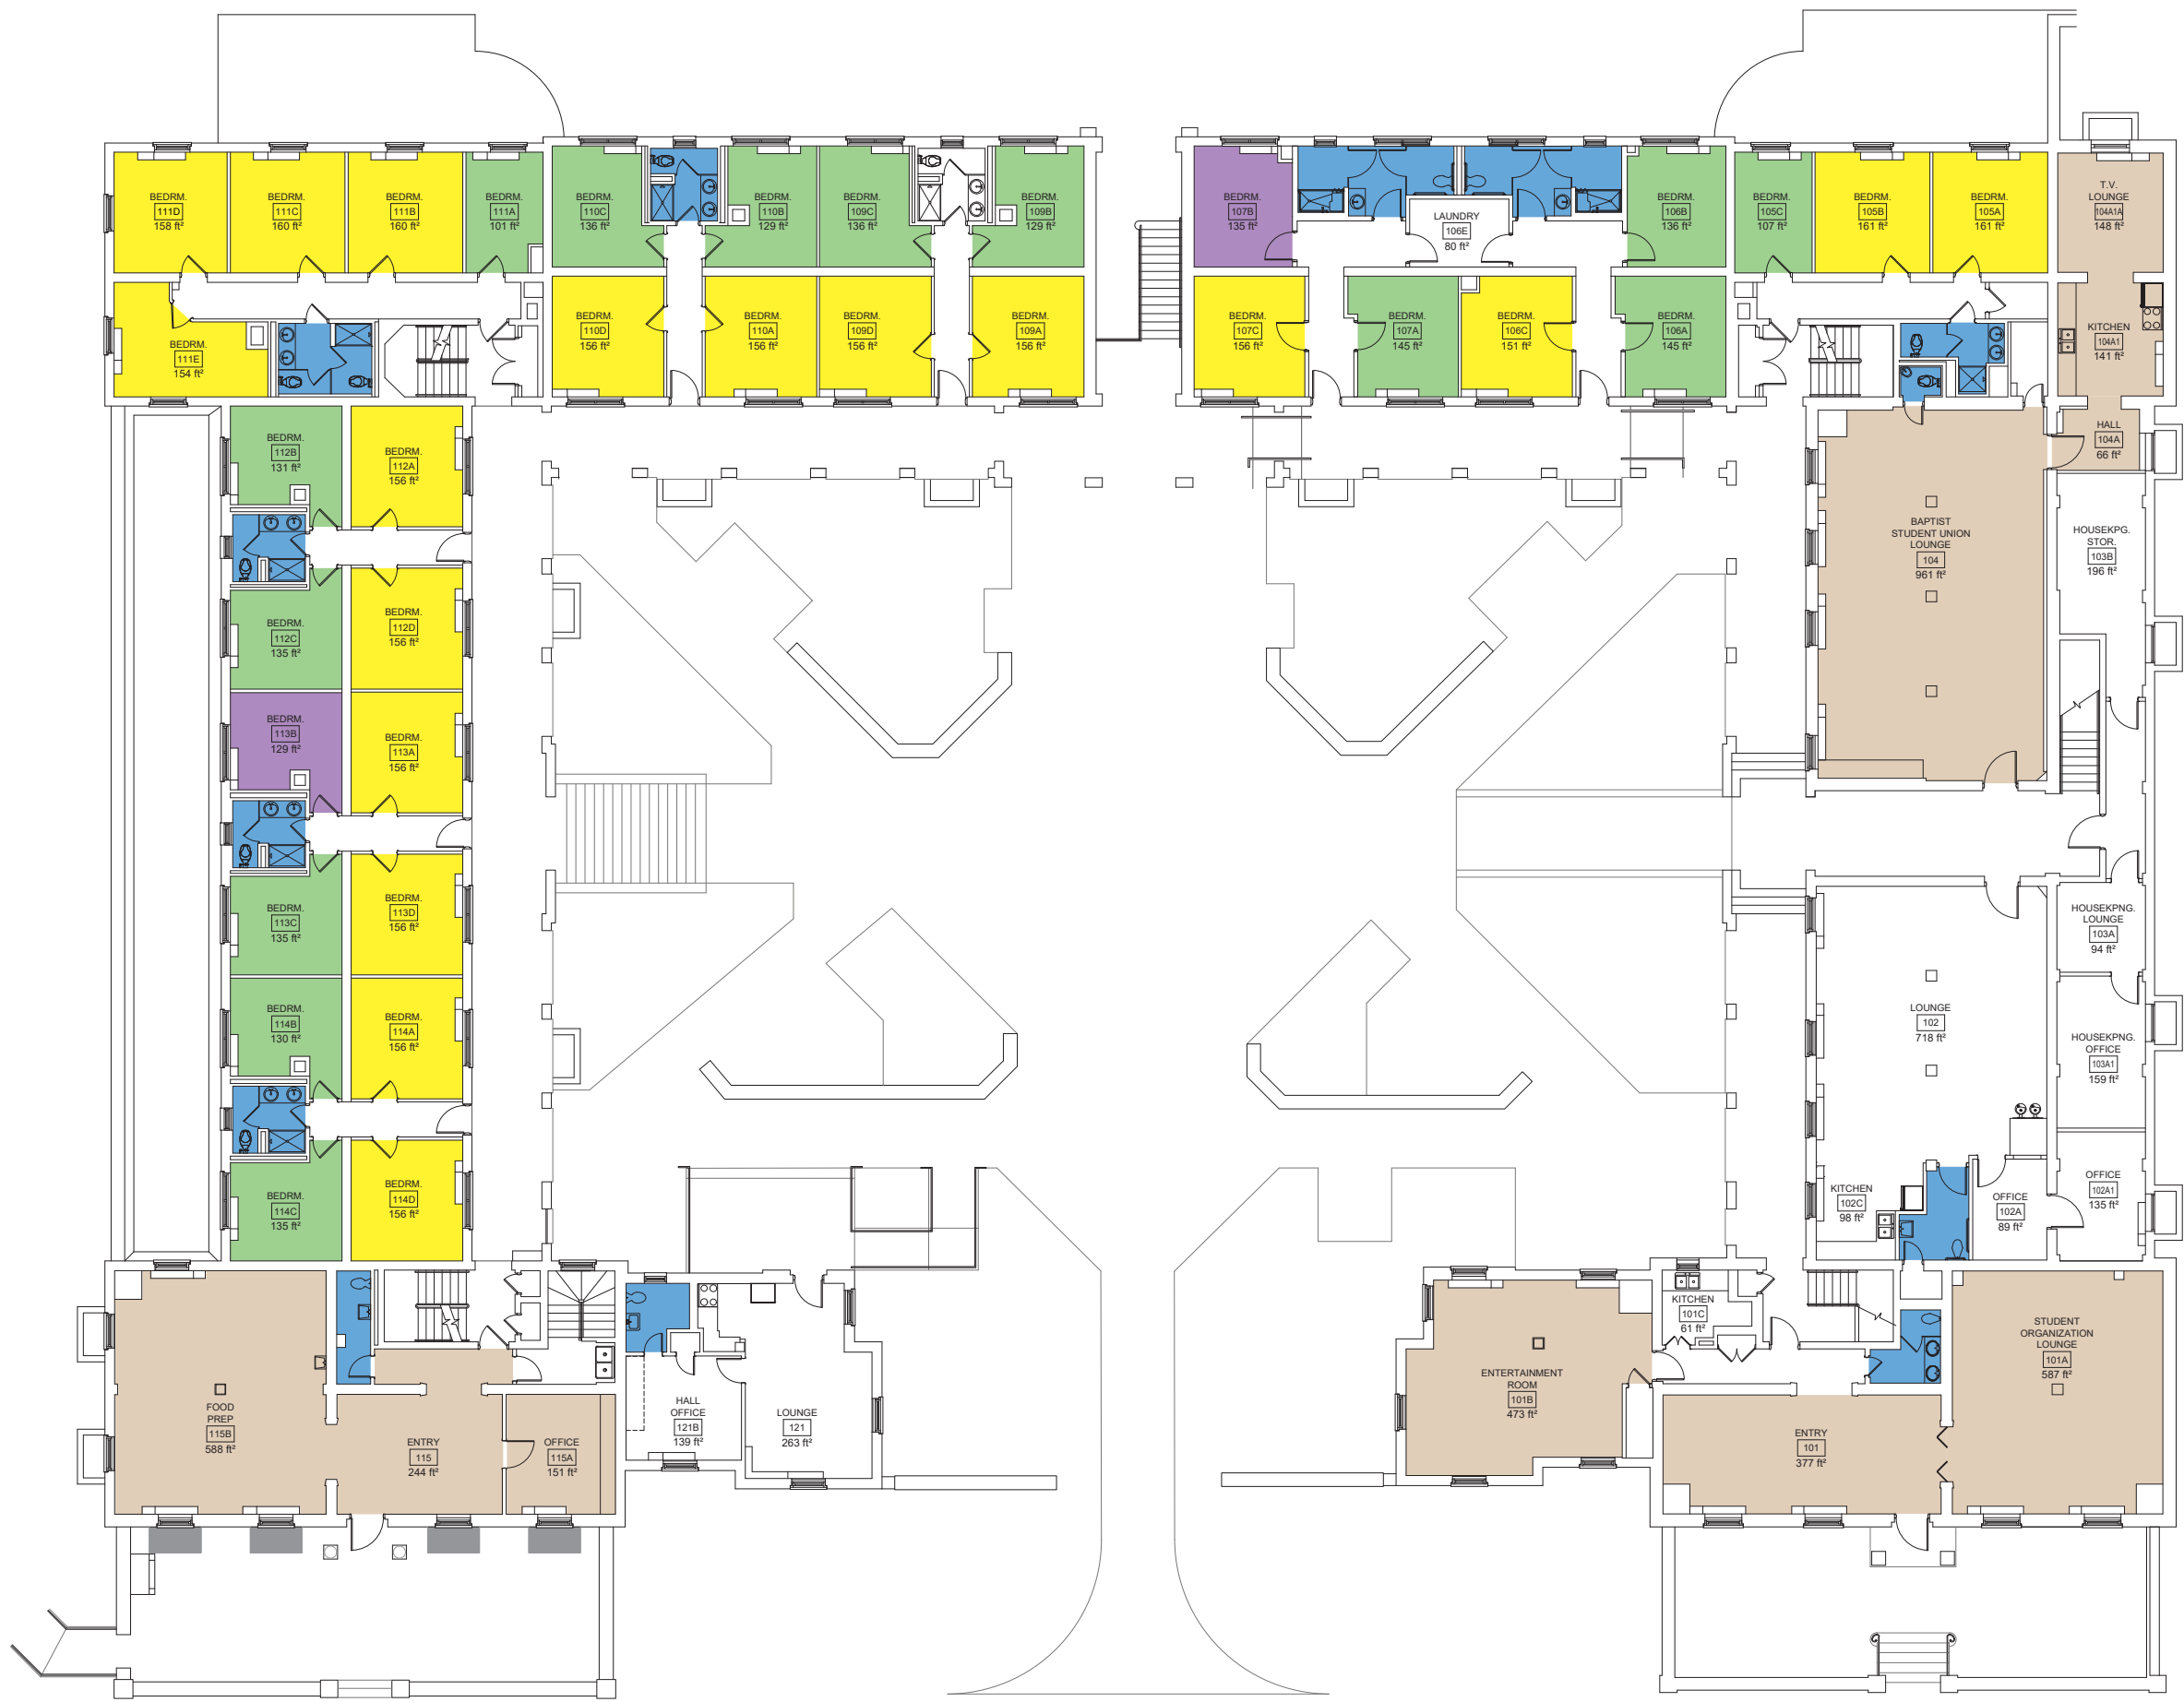 BEDRM.
111D
158 ft²
BEDRM.
111C
160 ft²
BEDRM.
111B
160 ft²
BEDRM.
111A
101 ft²
BEDRM.
110C
136 ft²
BEDRM.
110B
129 ft²
BEDRM.
109C
136 ft²
BEDRM.
109B
129 ft²
BEDRM.
107B
135 ft²
LAUNDRY
106E
80 ft²
BEDRM.
106B
136 ft²
BEDRM.
105C
107 ft²
BEDRM.
105B
161 ft²
BEDRM.
105A
161 ft²
T.V.
LOUNGE
104A1A
148 ft²
BEDRM.
111E
154 ft²
BEDRM.
110D
156 ft²
BEDRM.
110A
156 ft²
BEDRM.
109D
156 ft²
BEDRM.
109A
156 ft²
BEDRM.
107C
156 ft²
BEDRM.
107A
145 ft²
BEDRM.
106C
151 ft²
BEDRM.
106A
145 ft²
KITCHEN
104A1
141 ft²
BEDRM.
112B
131 ft²
BEDRM.
112A
156 ft²
HALL
104A
66 ft²
BAPTIST
STUDENT UNION
LOUNGE
104
961 ft²
HOUSEKPG.
STOR.
103B
196 ft²
BEDRM.
112C
135 ft²
BEDRM.
112D
156 ft²
BEDRM.
113B
129 ft²
BEDRM.
113A
156 ft²
BEDRM.
113C
135 ft²
BEDRM.
113D
156 ft²
HOUSEKPNG.
LOUNGE
103A
94 ft²
BEDRM.
114B
130 ft²
BEDRM.
114A
156 ft²
LOUNGE
102
718 ft²
HOUSEKPNG.
OFFICE
103A1
159 ft²
BEDRM.
114C
135 ft²
BEDRM.
114D
156 ft²
KITCHEN
102C
98 ft²
OFFICE
102A
89 ft²
OFFICE
102A1
135 ft²
KITCHEN
101C
61 ft²
STUDENT
ORGANIZATION
LOUNGE
101A
587 ft²
ENTERTAINMENT
ROOM
101B
473 ft²
FOOD
PREP
115B
588 ft²
ENTRY
115
244 ft²
OFFICE
115A
151 ft²
HALL
OFFICE
121B
139 ft²
LOUNGE
121
263 ft²
ENTRY
101
377 ft²